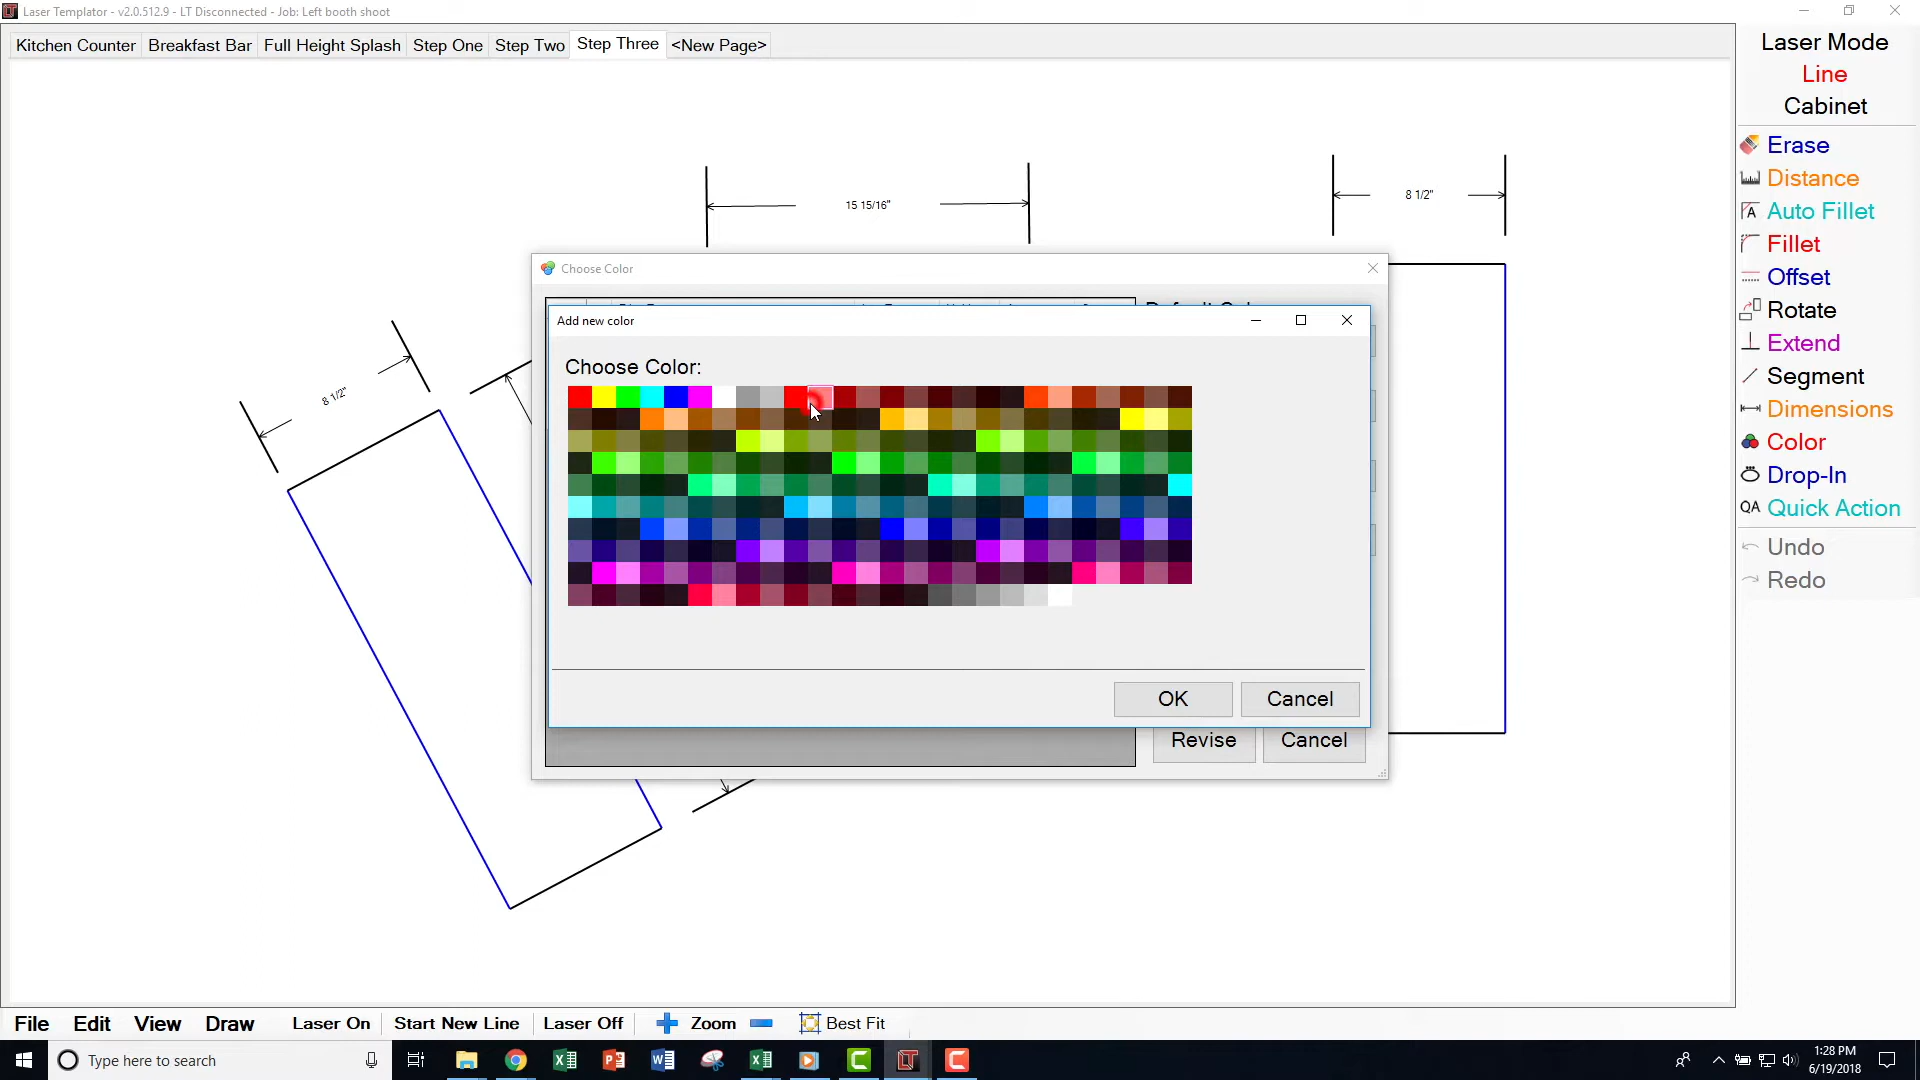 Laser Templator - v2.0.512.9 - LT Disconnected - Job: Left booth shoot
Kitchen Counter Breakfast Bar Full Height Splash Step One Step Two Step Three <New Page>
Laser Mode
Line
Cabinet
Erase
Distance
Auto Fillet
Fillet
Offset
Rotate
Extend
Segment
Dimensions
Color
Drop-In
QA Quick Action
Undo
Redo
15 15/16"
8 1/2"
8 1/2"
Choose Color
Add new color
Choose Color:
OK Cancel
Revise Cancel
File Edit View Draw Laser On Start New Line Laser Off Zoom Best Fit
Type here to search
1:28 PM
6/19/2018